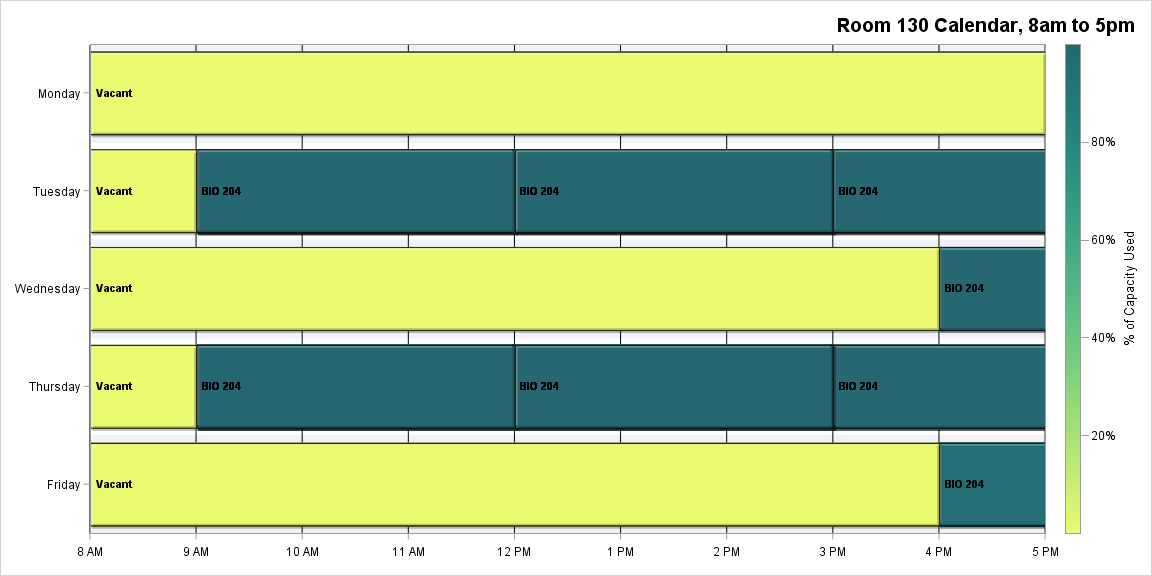 Room 130 Calendar, 8am to 5pm
Monday
Vacant
Tuesday
Vacant
BIO 204
BIO 204
BIO 204
Wednesday
Vacant
BIO 204
Thursday
Vacant
BIO 204
BIO 204
BIO 204
Friday
Vacant
BIO 204
8 AM
9 AM
10 AM
11 AM
12 PM
1 PM
2 PM
3 PM
4 PM
5 PM
80%
60%
40%
20%
% of Capacity Used